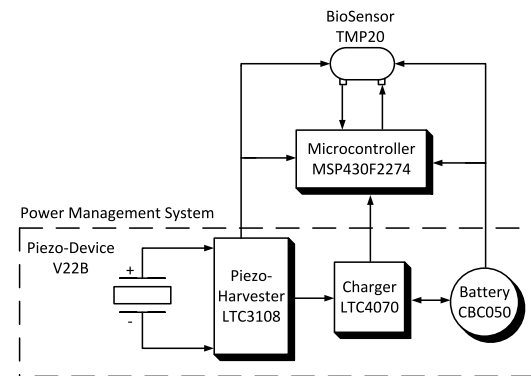 BioSensor
TMP20
Microcontroller
MSP430F2274
Power Management System
Piezo-Device
V22B
+
-
Piezo-
Harvester
LTC3108
Charger
LTC4070
Battery
CBC050